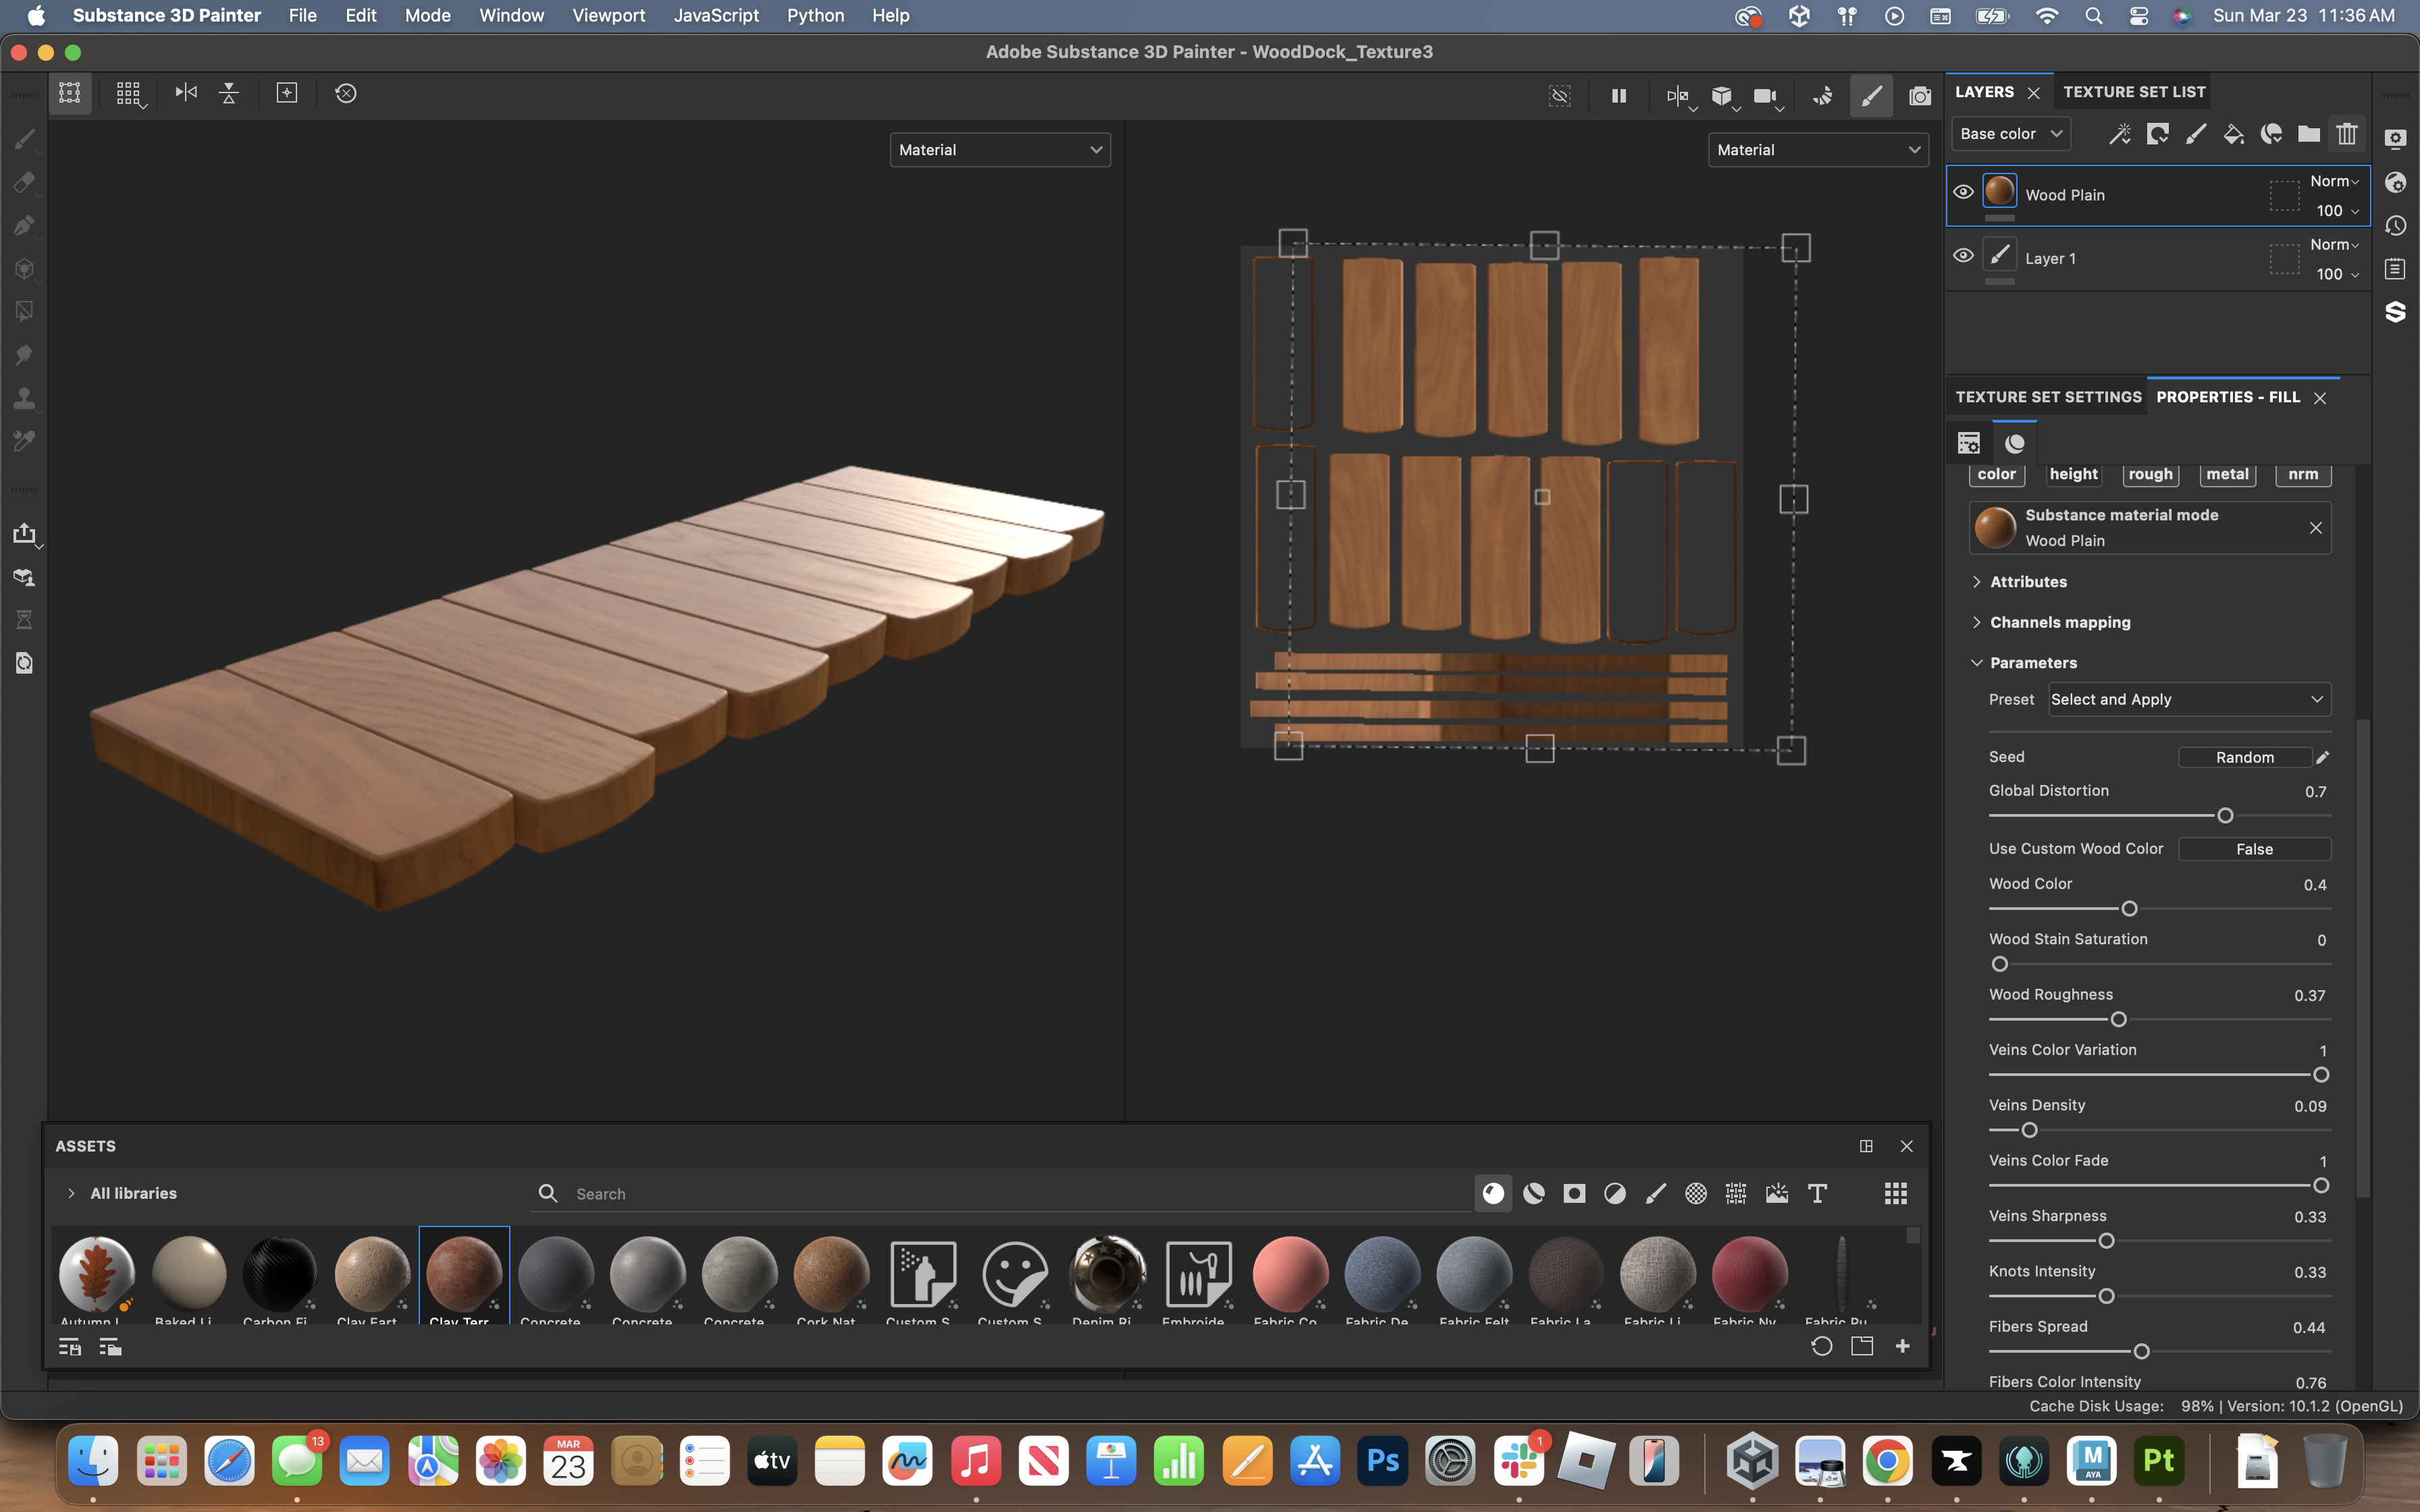 Substance 3D Painter File Edit Mode Window Viewport JavaScript Python Help Sun Mar 23 11:36 AM
Adobe Substance 3D Painter - WoodDock_Texture3
LAYERS TEXTURE SET LIST
Material
Material
Base color
Wood Plain
Norm
100
Layer 1
Norm
100
TEXTURE SET SETTINGS PROPERTIES - FILL
color height rough metal nrm
Substance material mode
Wood Plain
Attributes
Channels mapping
Parameters
Preset Select and Apply
Seed Random
Global Distortion 0.7
Use Custom Wood Color False
Wood Color 0.4
Wood Stain Saturation 0
Wood Roughness 0.37
Veins Color Variation 1
Veins Density 0.09
Veins Color Fade 1
Veins Sharpness 0.33
Knots Intensity 0.33
Fibers Spread 0.44
Fibers Color Intensity 0.76
ASSETS
All libraries
Search
Autumn L... Baked Li... Carbon Fi... Clay Eart... Clay Terr... Concrete... Concrete... Concrete... Cork Nat... Custom S... Custom S... Denim Ri... Embroide... Fabric Co... Fabric De... Fabric Felt Fabric La... Fabric Li... Fabric Ny... Fabric Pu...
Cache Disk Usage: 98% | Version: 10.1.2 (OpenGL)
13
MAR
23
tv
Ps
1
M
AYA
Pt